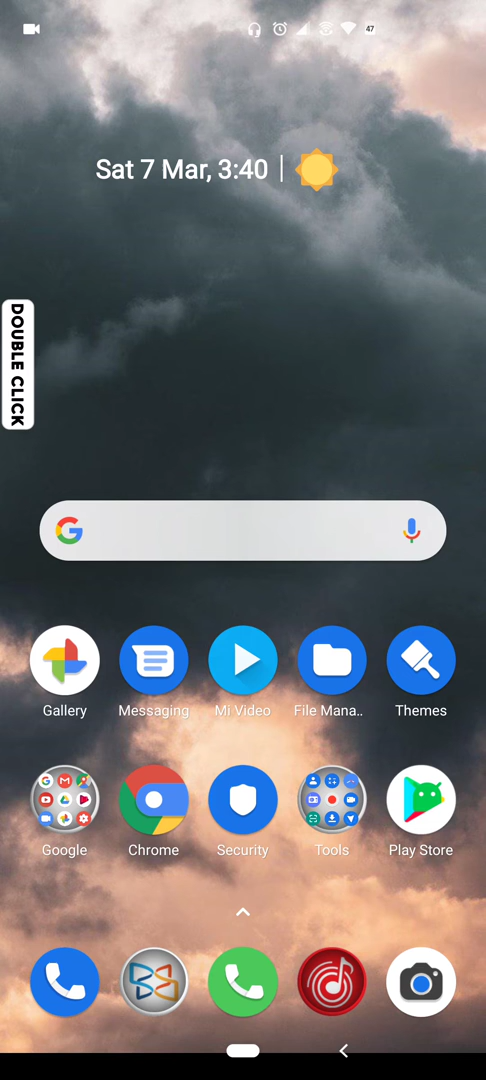 47
Sat 7 Mar, 3:40
DOUBLE CLICK
Gallery Messaging Mi Video File Mana.. Themes
Google Chrome Security Tools Play Store